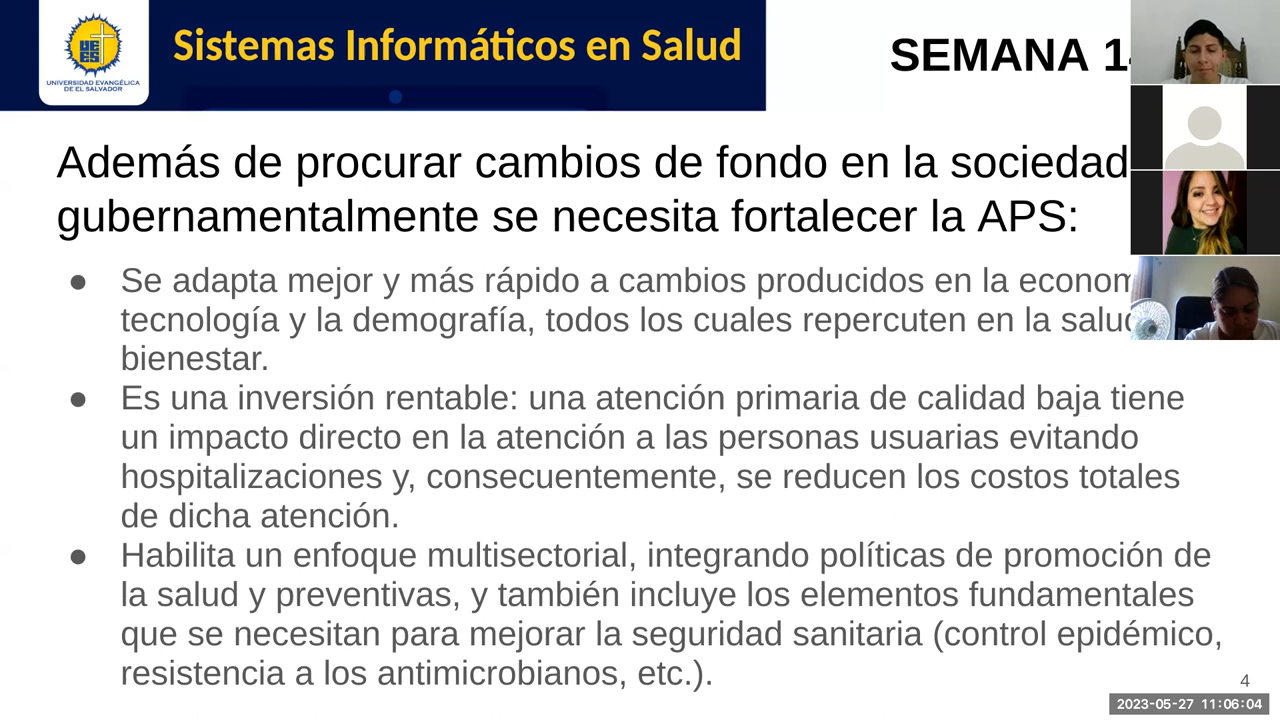 Sistemas Informáticos en Salud
SEMANA
UEES
UNIVERSIDAD EVANGÉLICA
DE EL SALVADOR
Además de procurar cambios de fondo en la sociedad
gubernamentalmente se necesita fortalecer la APS:
● Se adapta mejor y más rápido a cambios producidos en la
tecnología y la demografía, todos los cuales repercuten en la
bienestar.
● Es una inversión rentable: una atención primaria de calidad baja tiene
un impacto directo en la atención a las personas usuarias evitando
hospitalizaciones y, consecuentemente, se reducen los costos totales
de dicha atención.
● Habilita un enfoque multisectorial, integrando políticas de promoción de
la salud y preventivas, y también incluye los elementos fundamentales
que se necesitan para mejorar la seguridad sanitaria (control epidémico,
resistencia a los antimicrobianos, etc.).
4
2023-05-27 11:06:04